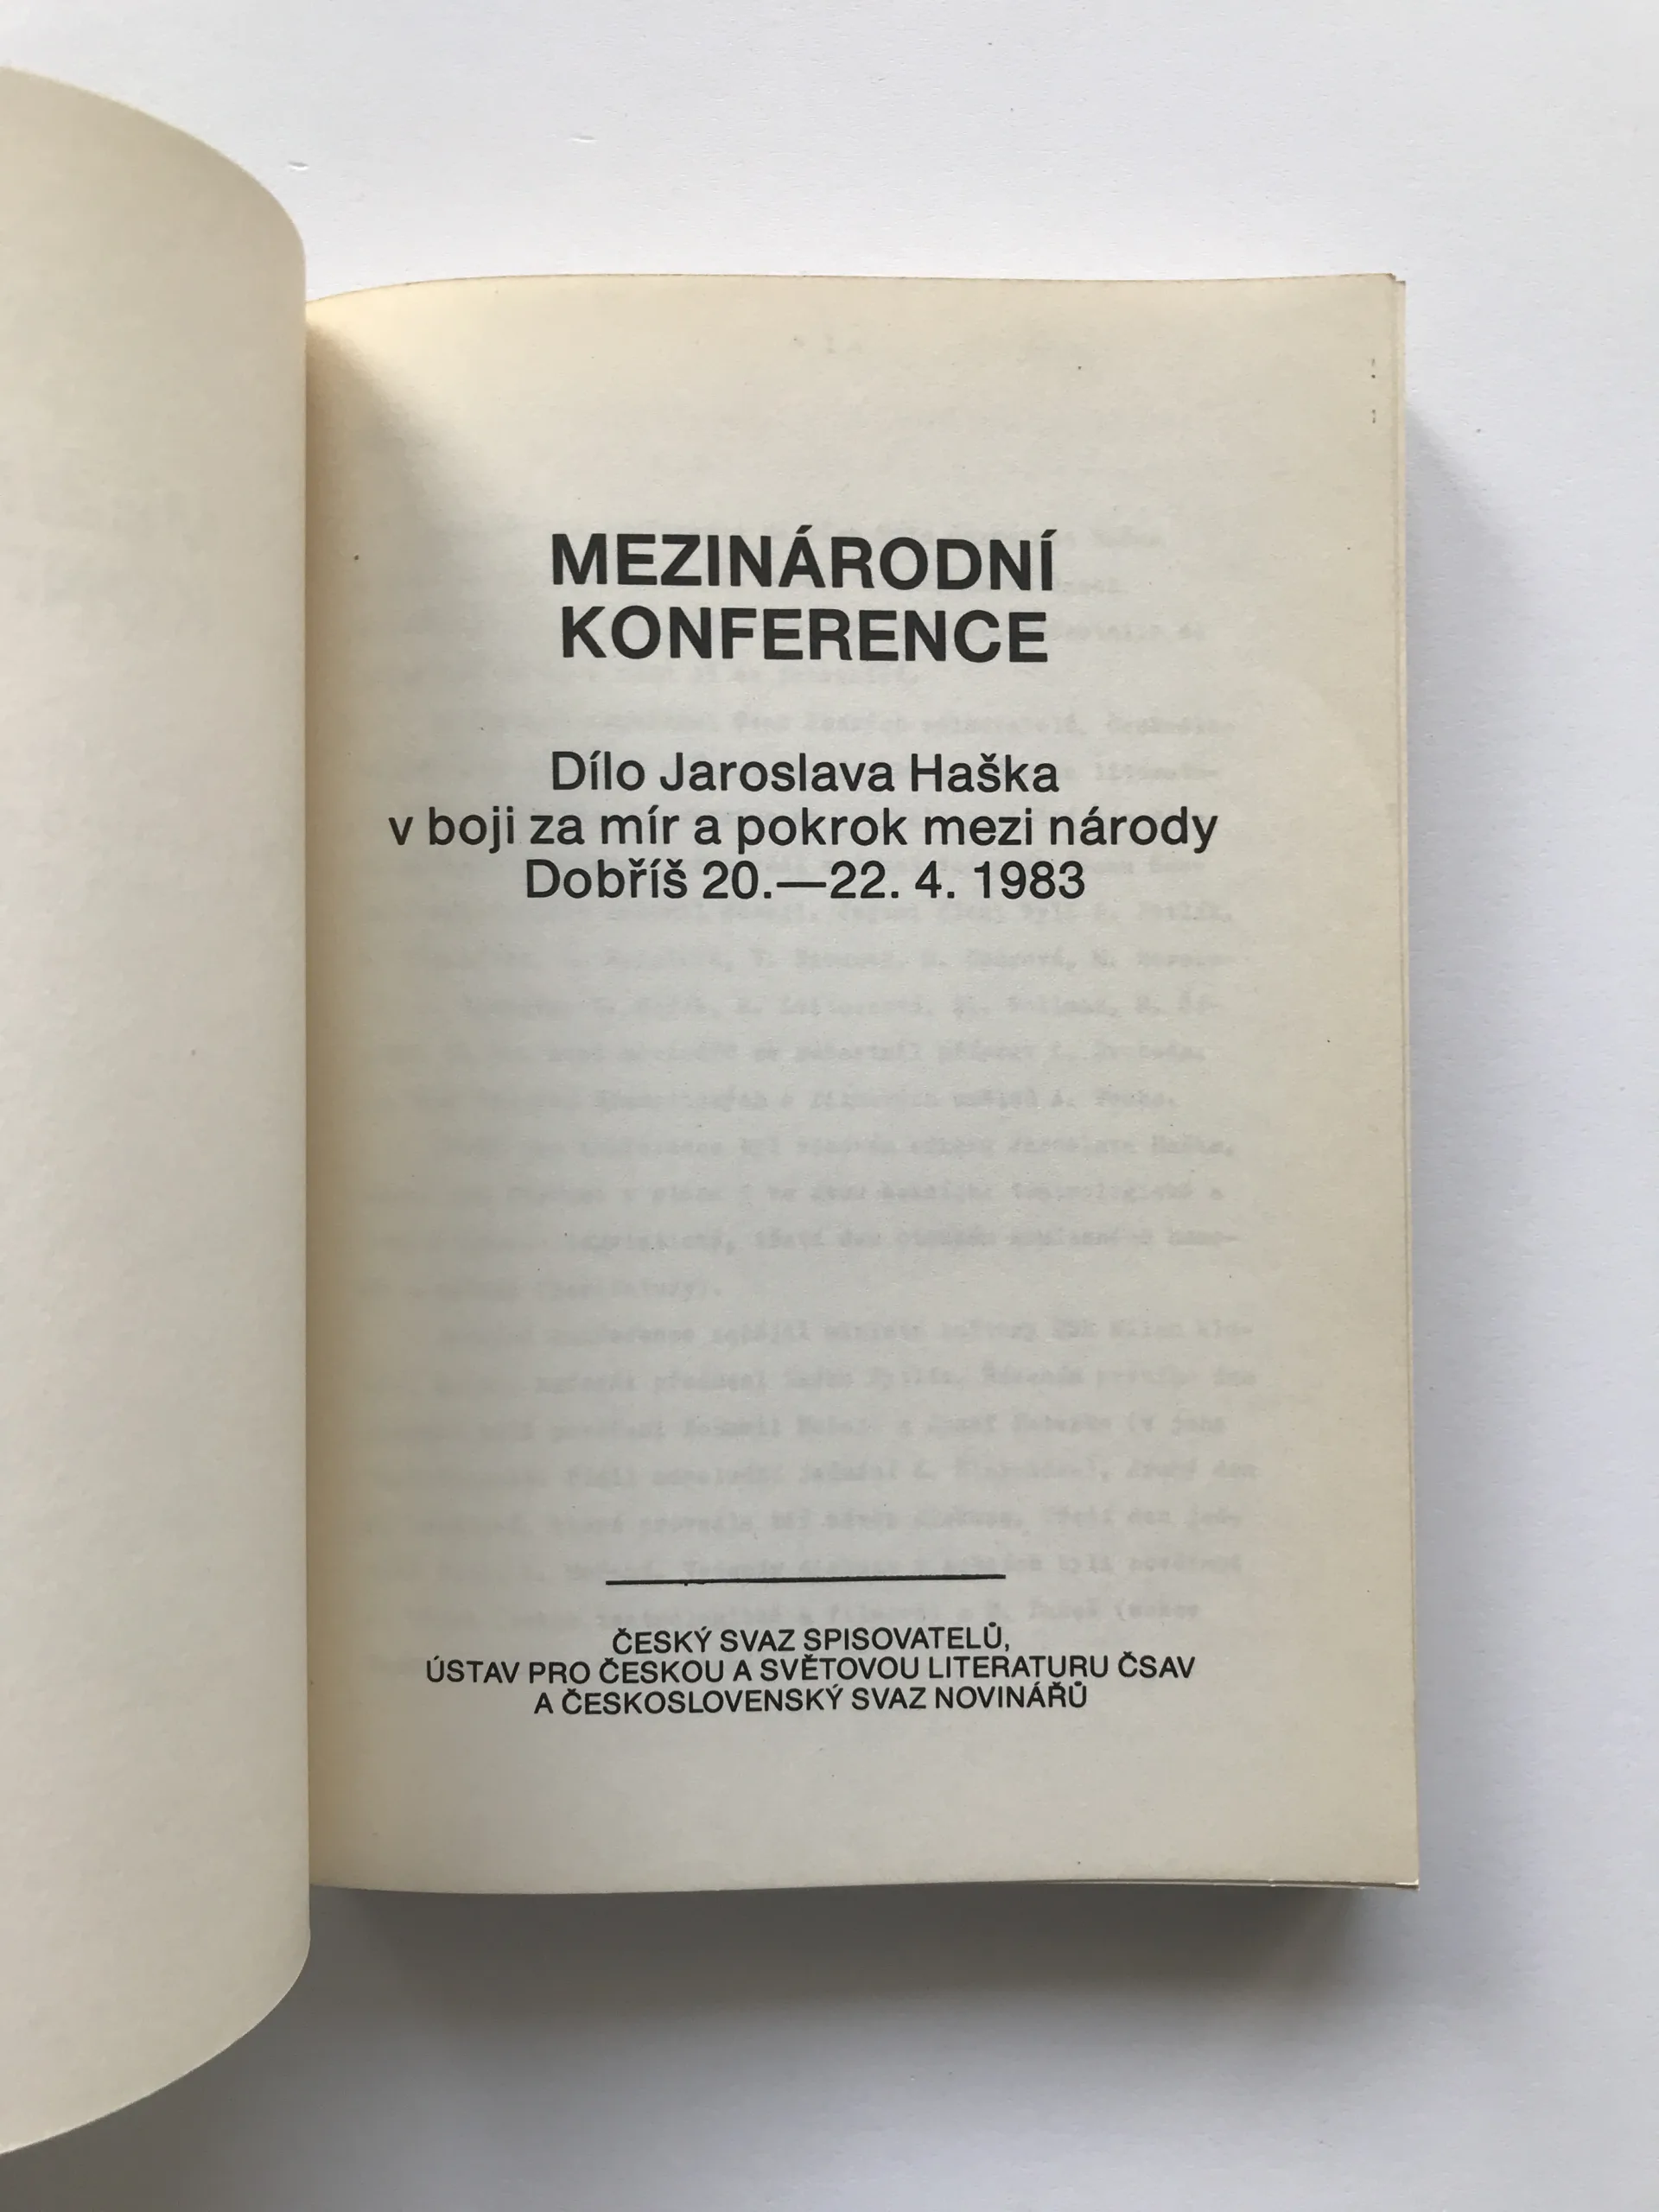 MEZINÁRODNÍ
KONFERENCE
Dílo Jaroslava Haška
v boji za mír a pokrok mezi národy
Dobříš 20.—22. 4. 1983
ČESKÝ SVAZ SPISOVATELŮ,
ÚSTAV PRO ČESKOU A SVĚTOVOU LITERATURU ČSAV
A ČESKOSLOVENSKÝ SVAZ NOVINÁŘŮ